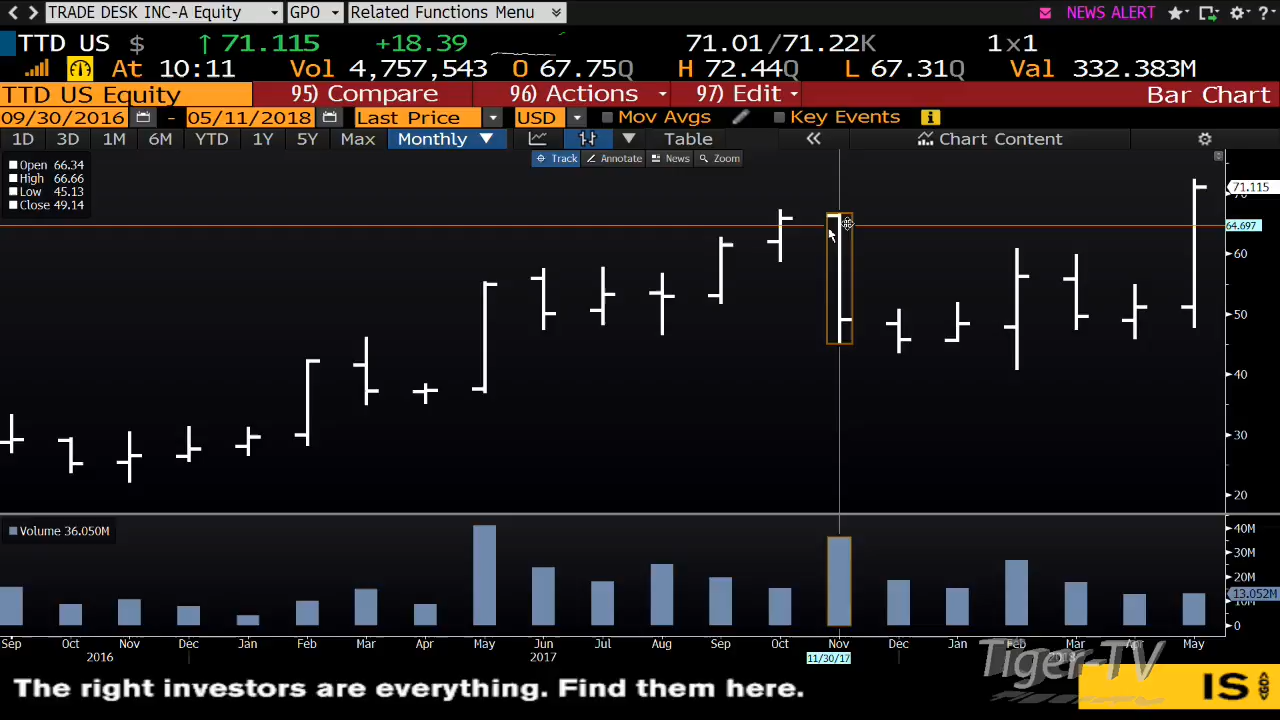 TRADE DESK INC-A Equity GPO Related Functions Menu NEWS ALERT ?
TTD US $ ↑ 71.115 +18.39 71.01/71.22K 1x1
At 10:11 Vol 4,757,543 O 67.75Q H 72.44Q L 67.31Q Val 332.383M
TTD US Equity 95) Compare 96) Actions 97) Edit Bar Chart
09/30/2016 - 05/11/2018 Last Price USD Mov Avgs Key Events i
1D 3D 1M 6M YTD 1Y 5Y Max Monthly ▼ Table « Chart Content
Track Annotate News Zoom
Open 66.34
High 66.66
Low 45.13
Close 49.14
71.115
70
64.697
60
50
40
30
20
Volume 36.050M
40M
30M
20M
13.052M
10M
0
Sep Oct Nov Dec Jan Feb Mar Apr May Jun Jul Aug Sep Oct Nov Dec Jan Feb Mar Apr May
2016 2017 11/30/17 2018
Tiger-TV
The right investors are everything. Find them here.
IS